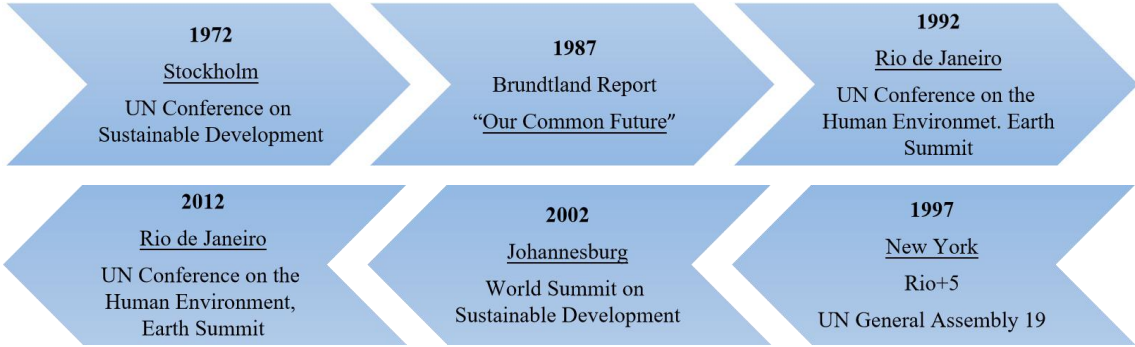 1972
Stockholm
UN Conference on
Sustainable Development
1987
Brundtland Report
“Our Common Future”
1992
Rio de Janeiro
UN Conference on the
Human Environmet. Earth
Summit
2012
Rio de Janeiro
UN Conference on the
Human Environment,
Earth Summit
2002
Johannesburg
World Summit on
Sustainable Development
1997
New York
Rio+5
UN General Assembly 19